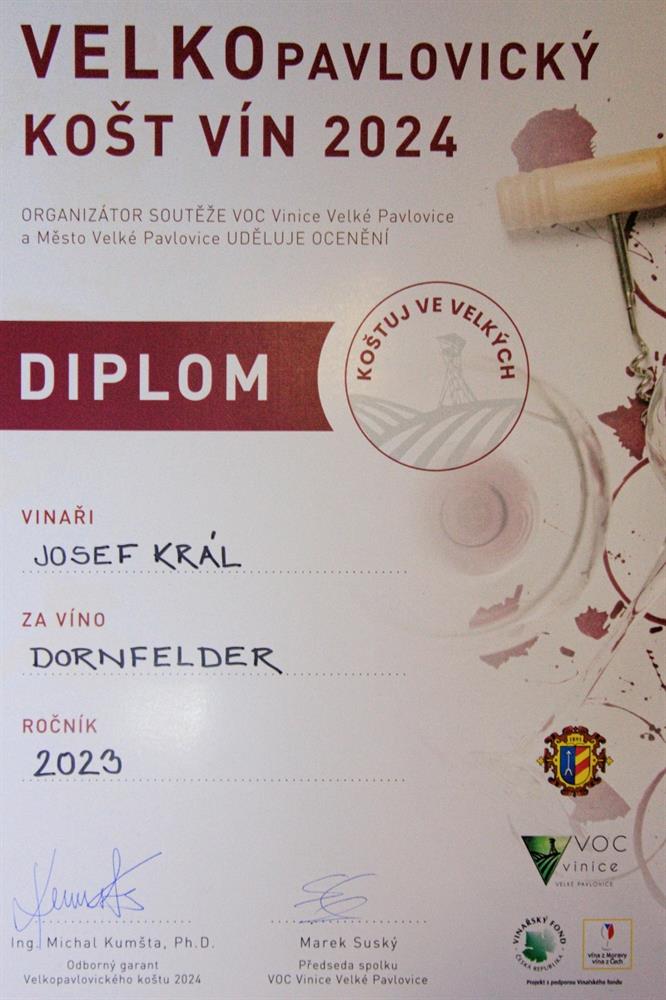 VELKOPAVLOVICKÝ
KOŠT VÍN 2024
ORGANIZÁTOR SOUTĚŽE VOC Vinice Velké Pavlovice
a Město Velké Pavlovice UDĚLUJE OCENĚNÍ
KOŠTUJ VE VELKÝCH
DIPLOM
VINAŘI
JOSEF KRÁL
ZA VÍNO
DORNFELDER
ROČNÍK
2023
1891
VOC
vinice
VELKÉ PAVLOVICE
Ing. Michal Kumšta, Ph.D.
Odborný garant
Velkopavlovického koštu 2024
Marek Suský
Předseda spolku
VOC Vinice Velké Pavlovice
VINAŘSKÝ FOND
ČESKÁ REPUBLIKA
vína z Moravy
vína z Čech
Projekt s podporou Vinařského fondu